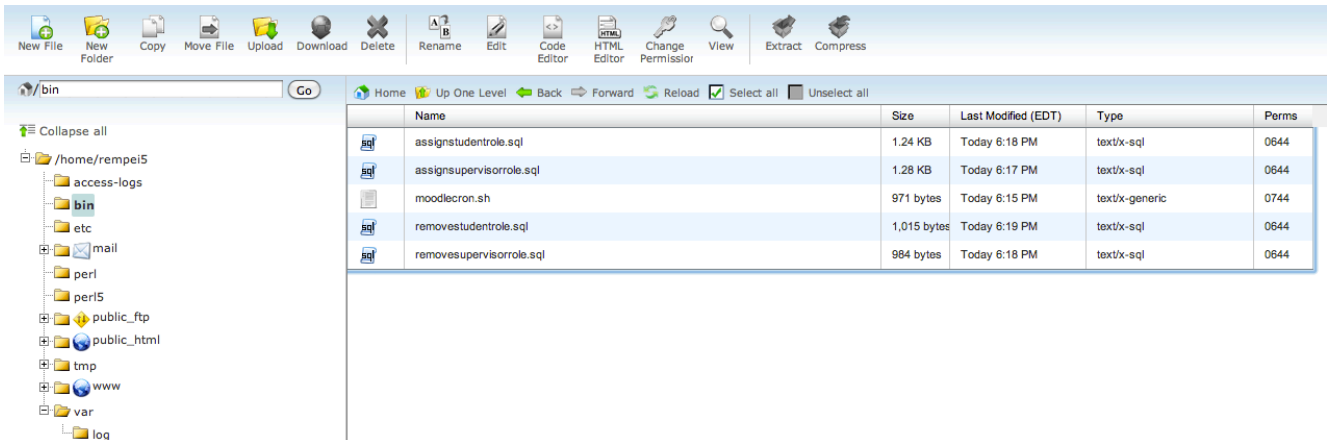 New File New Folder Copy Move File Upload Download Delete Rename Edit Code Editor HTML Editor Change Permission View Extract Compress
/ bin Go
Home Up One Level Back Forward Reload Select all Unselect all
Collapse all
/home/rempei5
access-logs
bin
etc
mail
perl
perl5
public_ftp
public_html
tmp
www
var
log
Name Size Last Modified (EDT) Type Perms
assignstudentrole.sql 1.24 KB Today 6:18 PM text/x-sql 0644
assignsupervisorrole.sql 1.28 KB Today 6:17 PM text/x-sql 0644
moodlecron.sh 971 bytes Today 6:15 PM text/x-generic 0744
removestudentrole.sql 1,015 bytes Today 6:19 PM text/x-sql 0644
removesupervisorrole.sql 984 bytes Today 6:18 PM text/x-sql 0644